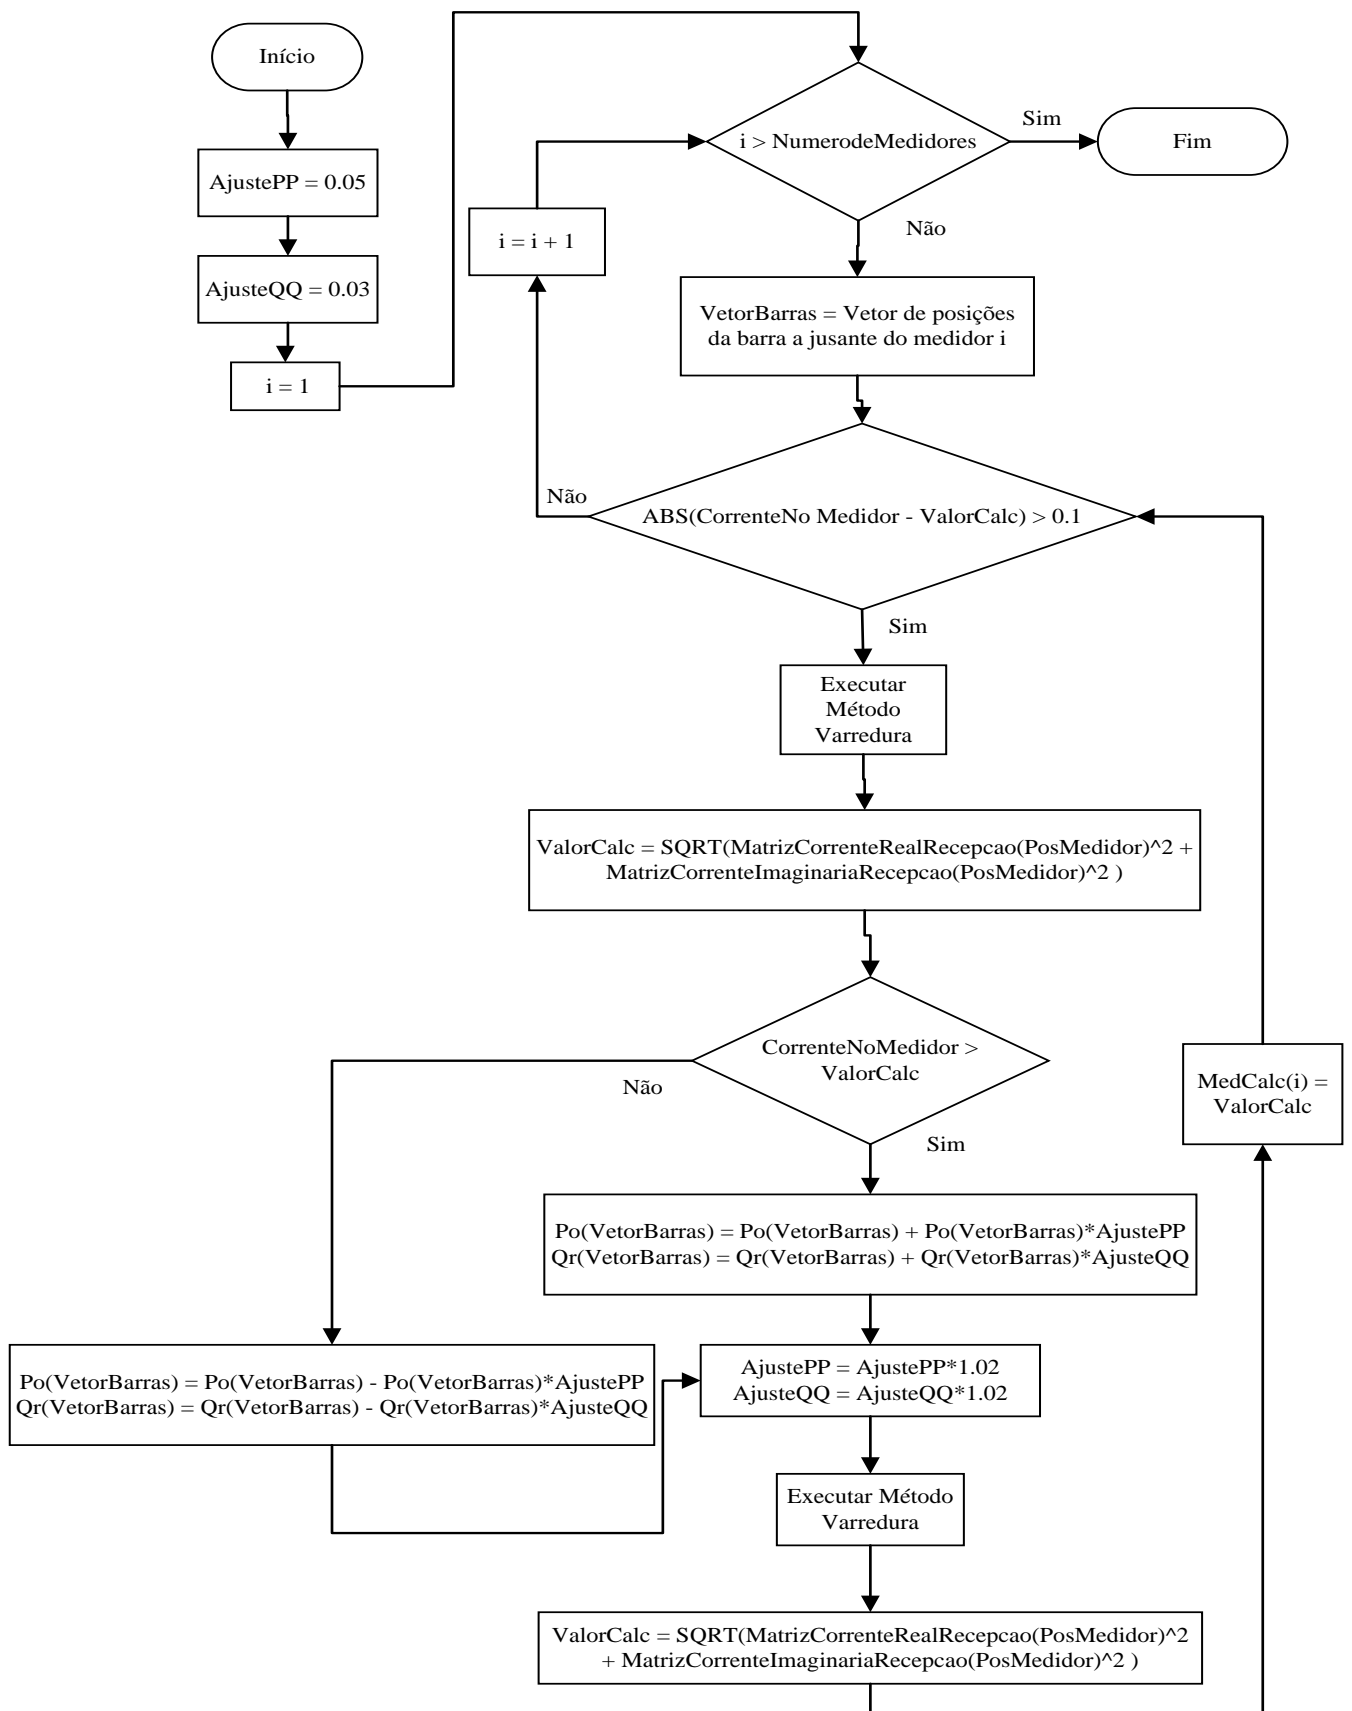 Início
AjustePP = 0.05
AjusteQQ = 0.03
i = 1
i > NumerodeMedidores
Sim
Fim
Não
i = i + 1
VetorBarras = Vetor de posições
da barra a jusante do medidor i
Não
ABS(CorrenteNo Medidor - ValorCalc) > 0.1
Sim
Executar
Método
Varredura
ValorCalc = SQRT(MatrizCorrenteRealRecepcao(PosMedidor)^2 +
MatrizCorrenteImaginariaRecepcao(PosMedidor)^2 )
CorrenteNoMedidor >
ValorCalc
Não
Sim
MedCalc(i) =
ValorCalc
Po(VetorBarras) = Po(VetorBarras) + Po(VetorBarras)*AjustePP
Qr(VetorBarras) = Qr(VetorBarras) + Qr(VetorBarras)*AjusteQQ
Po(VetorBarras) = Po(VetorBarras) - Po(VetorBarras)*AjustePP
Qr(VetorBarras) = Qr(VetorBarras) - Qr(VetorBarras)*AjusteQQ
AjustePP = AjustePP*1.02
AjusteQQ = AjusteQQ*1.02
Executar Método
Varredura
ValorCalc = SQRT(MatrizCorrenteRealRecepcao(PosMedidor)^2
+ MatrizCorrenteImaginariaRecepcao(PosMedidor)^2 )